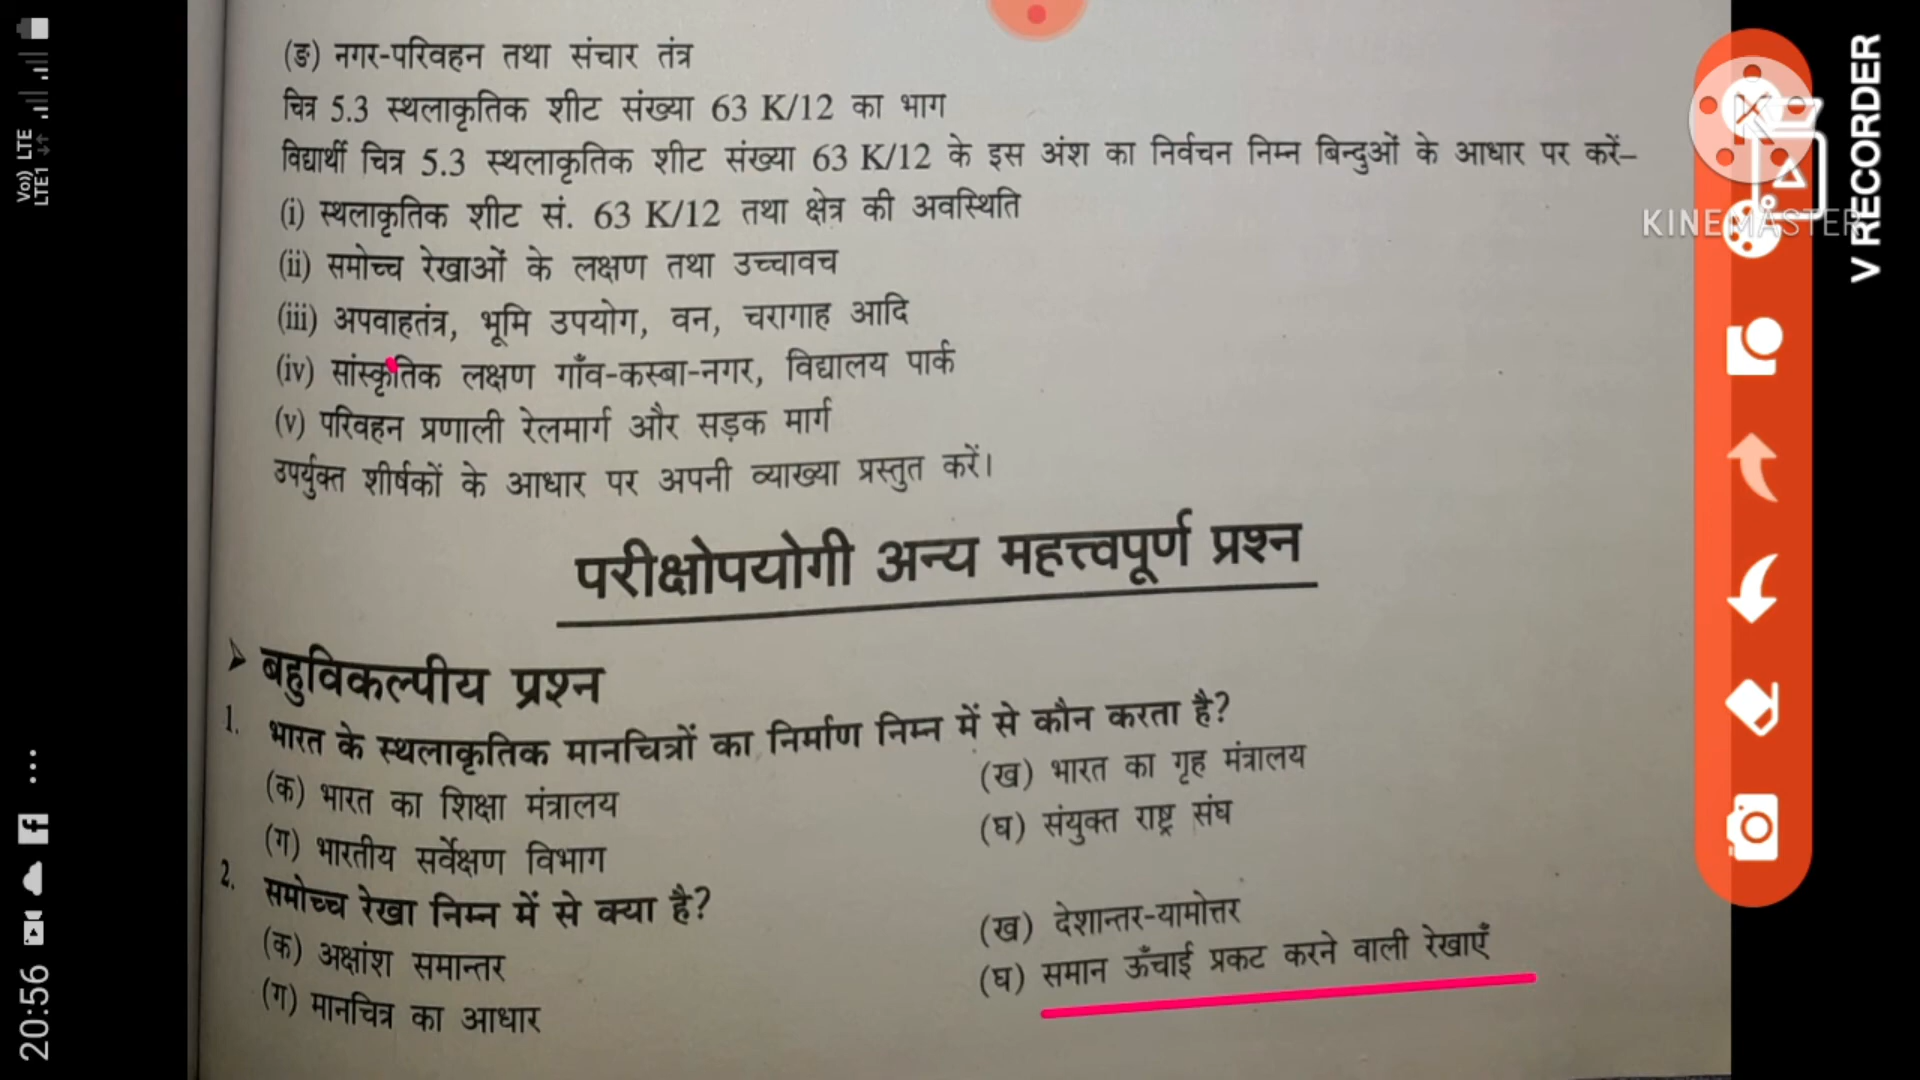 (ङ) नगर-परिवहन तथा संचार तंत्र
चित्र 5.3 स्थलाकृतिक शीट संख्या 63 K/12 का भाग
विद्यार्थी चित्र 5.3 स्थलाकृतिक शीट संख्या 63 K/12 के इस अंश का निर्वचन निम्न बिन्दुओं के आधार पर करें–
(i) स्थलाकृतिक शीट सं. 63 K/12 तथा क्षेत्र की अवस्थिति
(ii) समोच्च रेखाओं के लक्षण तथा उच्चावच
(iii) अपवाहतंत्र, भूमि उपयोग, वन, चरागाह आदि
(iv) सांस्कृतिक लक्षण गाँव-कस्बा-नगर, विद्यालय पार्क
(v) परिवहन प्रणाली रेलमार्ग और सड़क मार्ग
उपर्युक्त शीर्षकों के आधार पर अपनी व्याख्या प्रस्तुत करें।
परीक्षोपयोगी अन्य महत्त्वपूर्ण प्रश्न
बहुविकल्पीय प्रश्न
1. भारत के स्थलाकृतिक मानचित्रों का निर्माण निम्न में से कौन करता है?
(क) भारत का शिक्षा मंत्रालय (ख) भारत का गृह मंत्रालय
(ग) भारतीय सर्वेक्षण विभाग (घ) संयुक्त राष्ट्र संघ
2. समोच्च रेखा निम्न में से क्या है?
(क) अक्षांश समान्तर (ख) देशान्तर-यामोत्तर
(ग) मानचित्र का आधार (घ) समान ऊँचाई प्रकट करने वाली रेखाएँ
KINEMASTER
V RECORDER
Vo)) LTE
LTE1
20:56